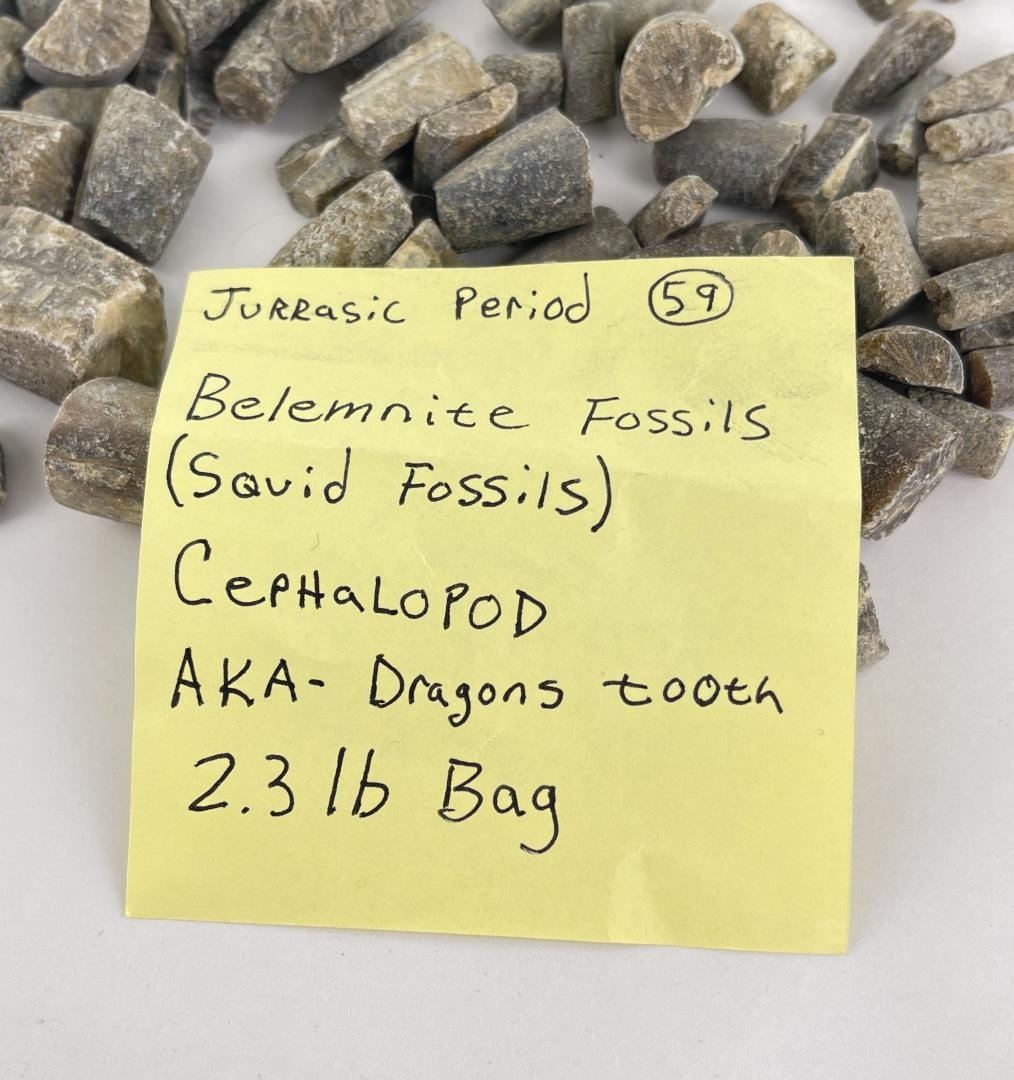 Jurrasic Period 59
Belemnite Fossils
(Squid Fossils)
Cephalopod
AKA- Dragons tooth
2.3 lb Bag